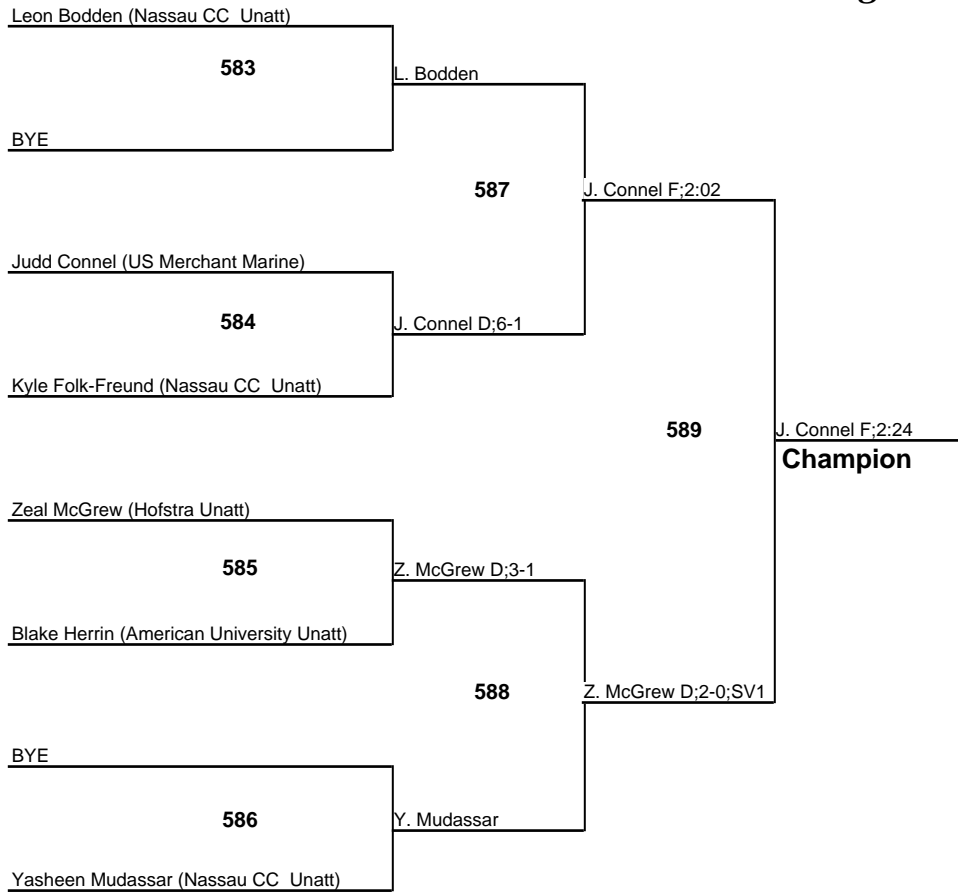 Leon Bodden (Nassau CC  Unatt)
583
L. Bodden
BYE
587
J. Connel F;2:02
Judd Connel (US Merchant Marine)
584
J. Connel D;6-1
Kyle Folk-Freund (Nassau CC  Unatt)
589
J. Connel F;2:24
Champion
Zeal McGrew (Hofstra Unatt)
585
Z. McGrew D;3-1
Blake Herrin (American University Unatt)
588
Z. McGrew D;2-0;SV1
BYE
586
Y. Mudassar
Yasheen Mudassar (Nassau CC  Unatt)